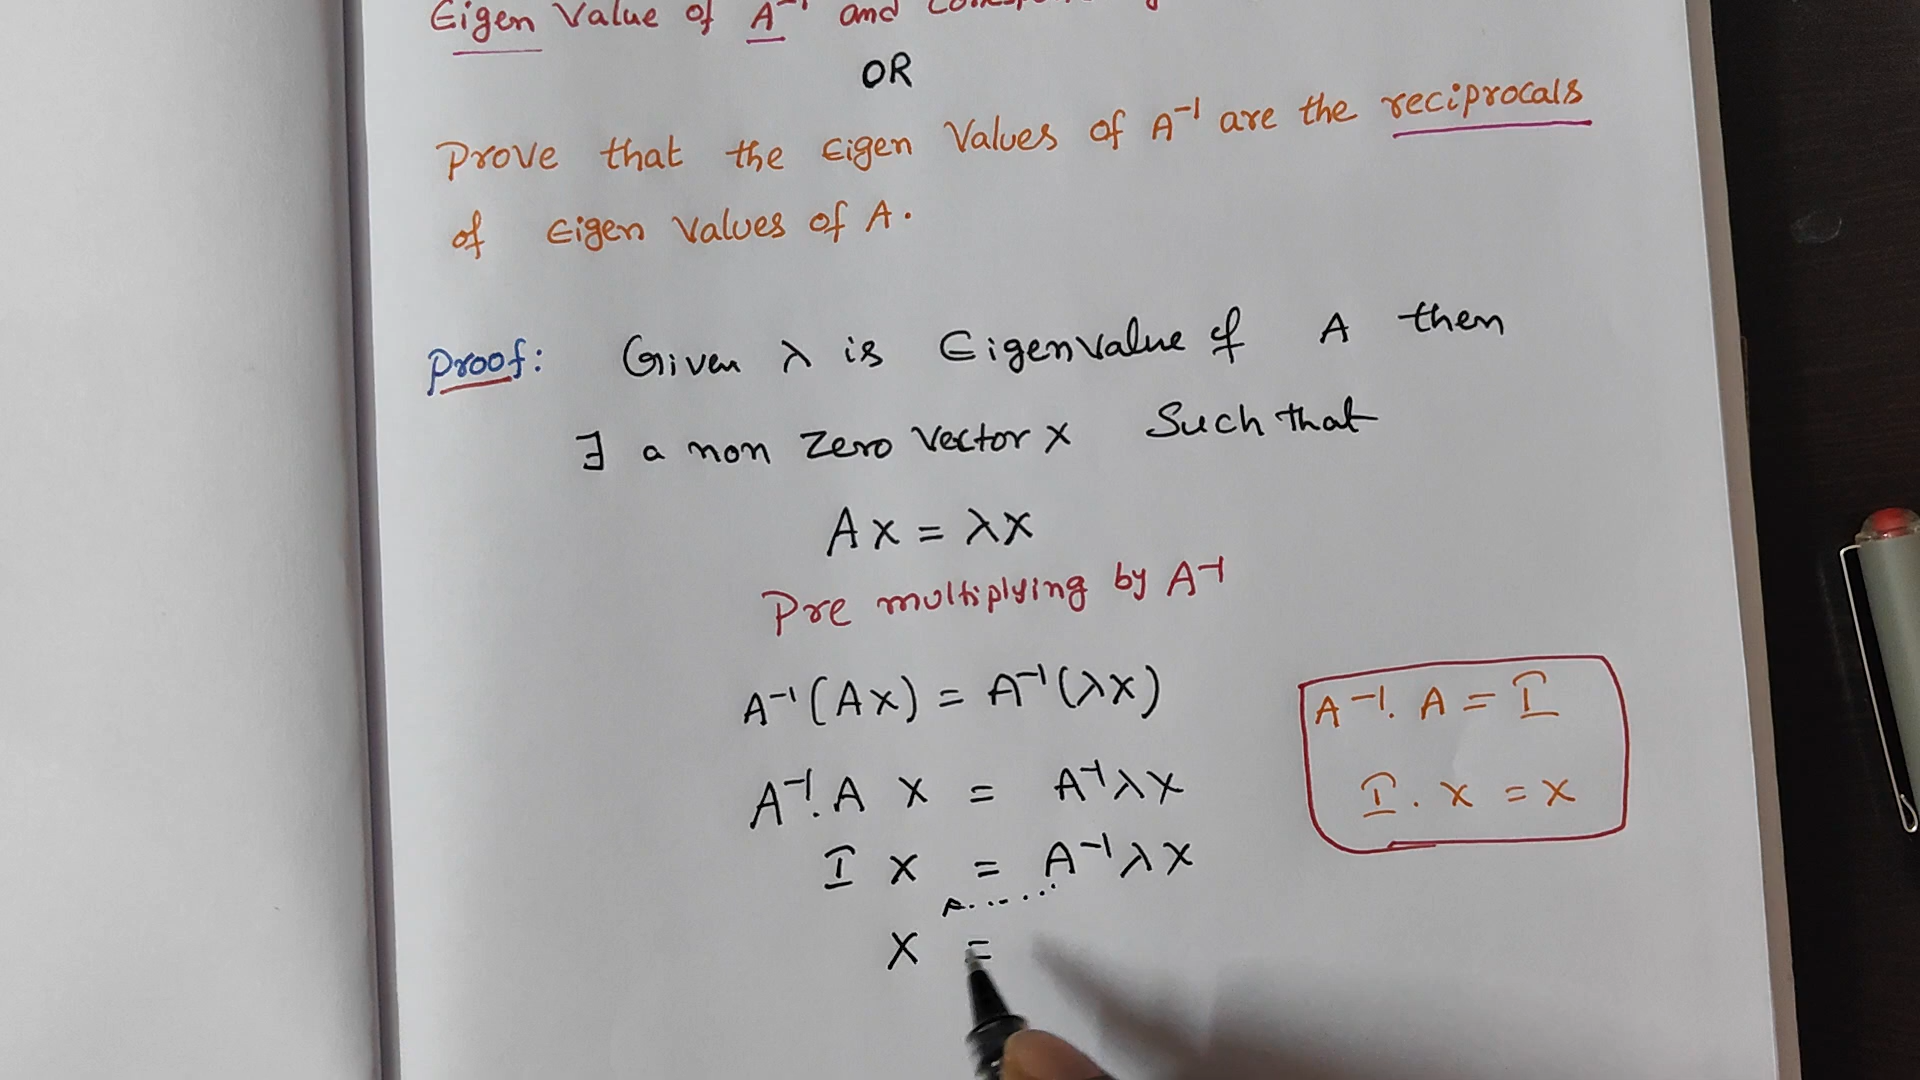 Eigen Value of A⁻¹ and
OR
Prove that the Eigen Values of A⁻¹ are the reciprocals
of Eigen Values of A.
Proof: Given λ is Eigenvalue of A then
∃ a non zero vector X Such that
AX = λX
Pre multiplying by A⁻¹
A⁻¹(AX) = A⁻¹(λX)
A⁻¹. A = I
A⁻¹. A X = A⁻¹λX
I. X = X
I X = A⁻¹λX
X =